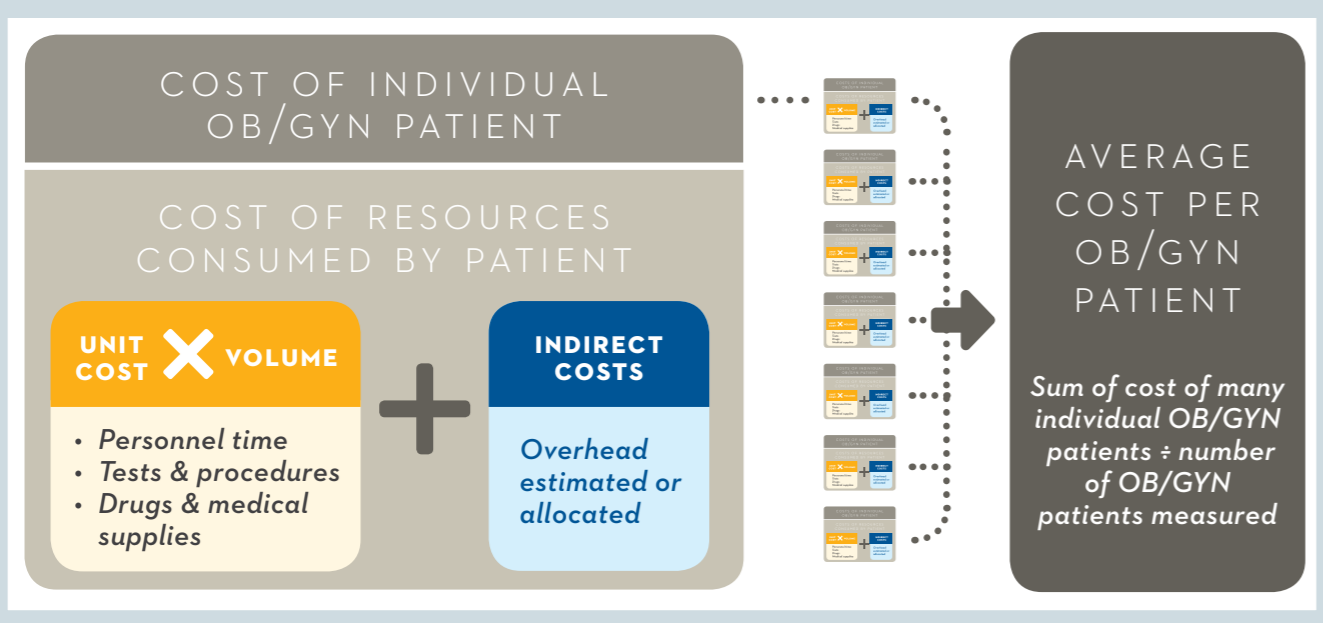 COST OF INDIVIDUAL
OB/GYN PATIENT
COST OF RESOURCES
CONSUMED BY PATIENT
UNIT
COST
VOLUME
• Personnel time
• Tests & procedures
• Drugs & medical
supplies
INDIRECT
COSTS
Overhead
estimated or
allocated
AVERAGE
COST PER
OB/GYN
PATIENT
Sum of cost of many
individual OB/GYN
patients ÷ number
of OB/GYN
patients measured